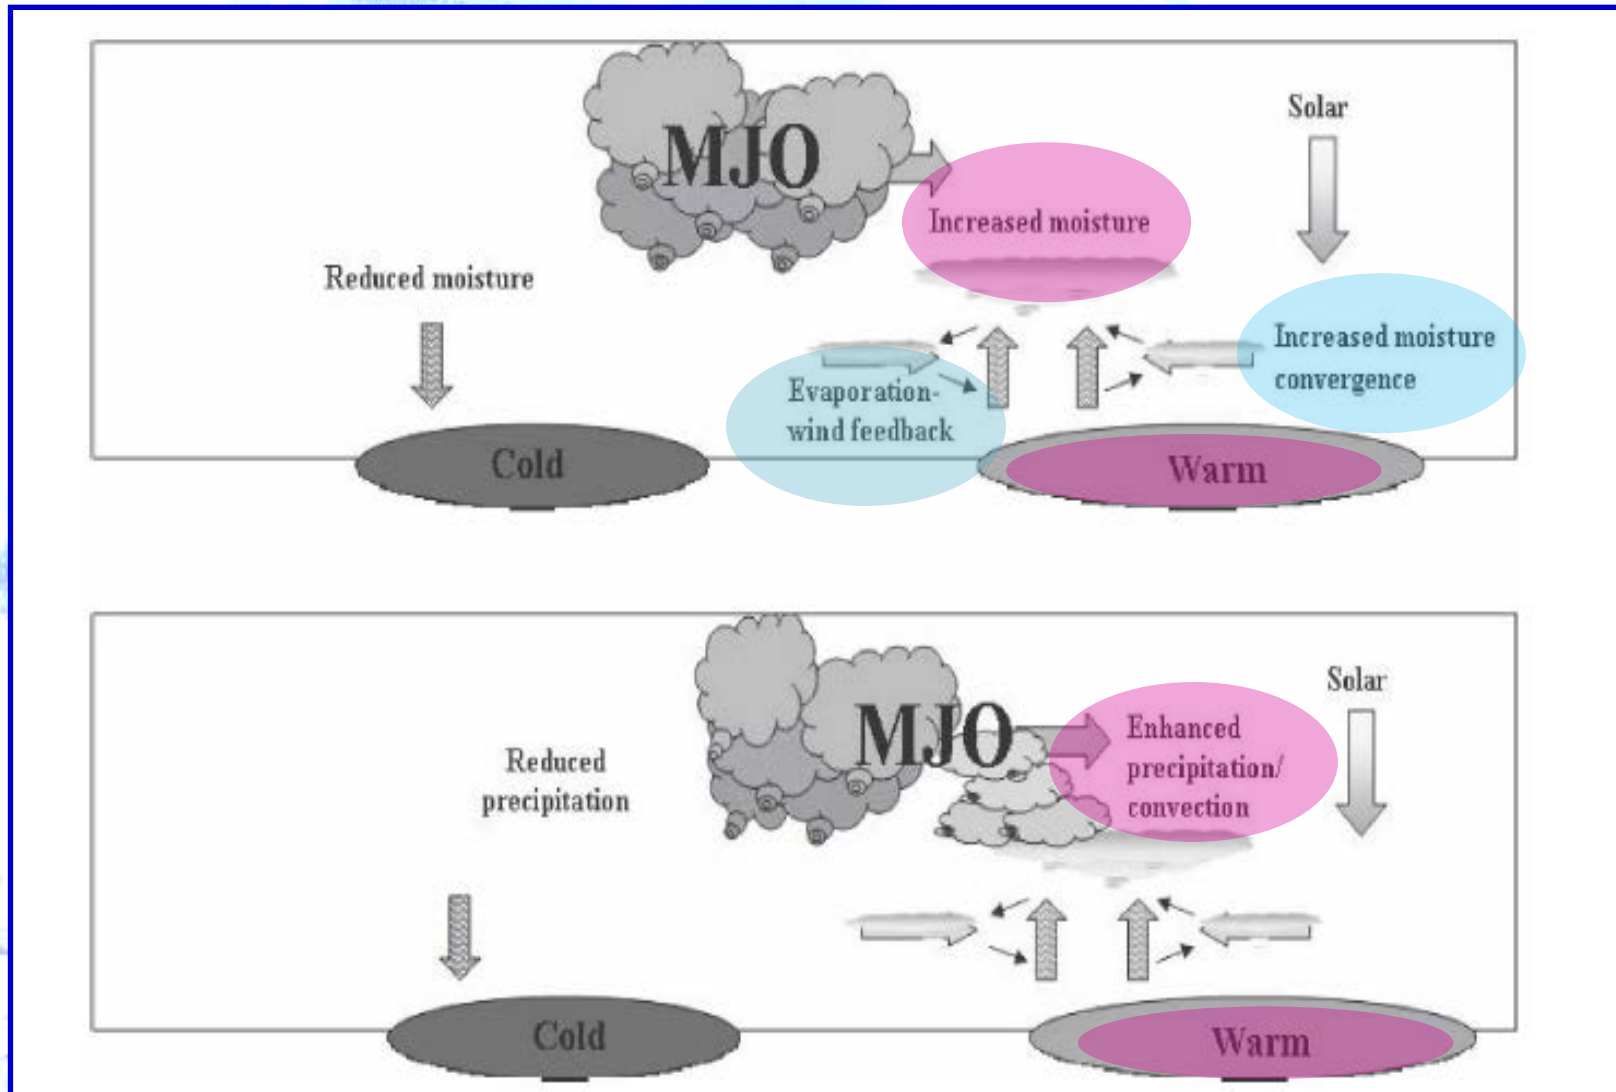 MJO
Solar
Increased moisture
Reduced moisture
Increased moisture
convergence
Evaporation-
wind feedback
Cold
Warm
Solar
MJO
Enhanced
precipitation/
convection
Reduced
precipitation
Cold
Warm